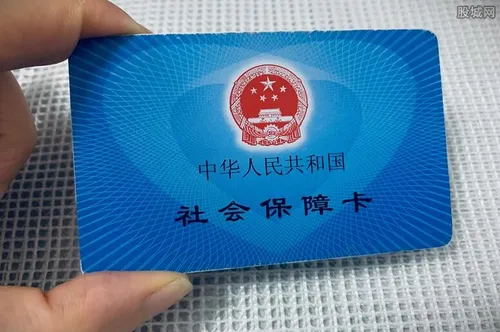 股城网
中华人民共和国
社会保障卡